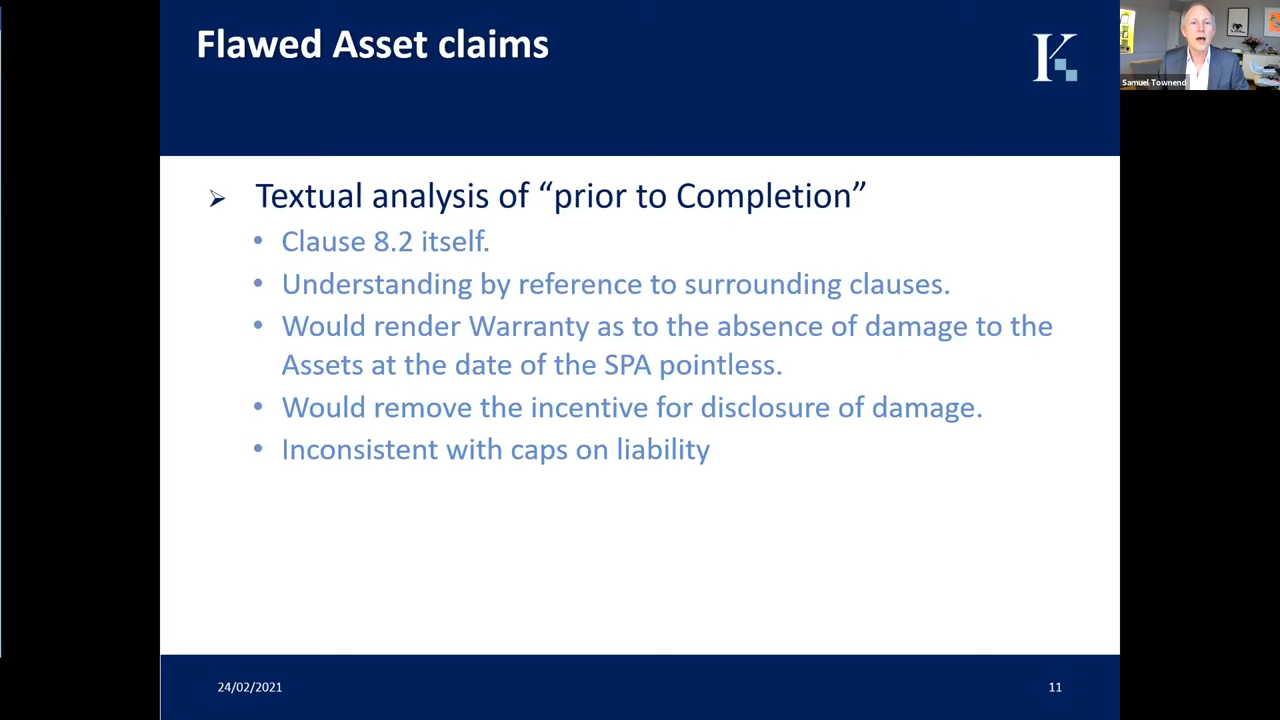 Flawed Asset claims
K
Samuel Townend
Textual analysis of “prior to Completion”
Clause 8.2 itself.
Understanding by reference to surrounding clauses.
Would render Warranty as to the absence of damage to the
Assets at the date of the SPA pointless.
Would remove the incentive for disclosure of damage.
Inconsistent with caps on liability
24/02/2021
11